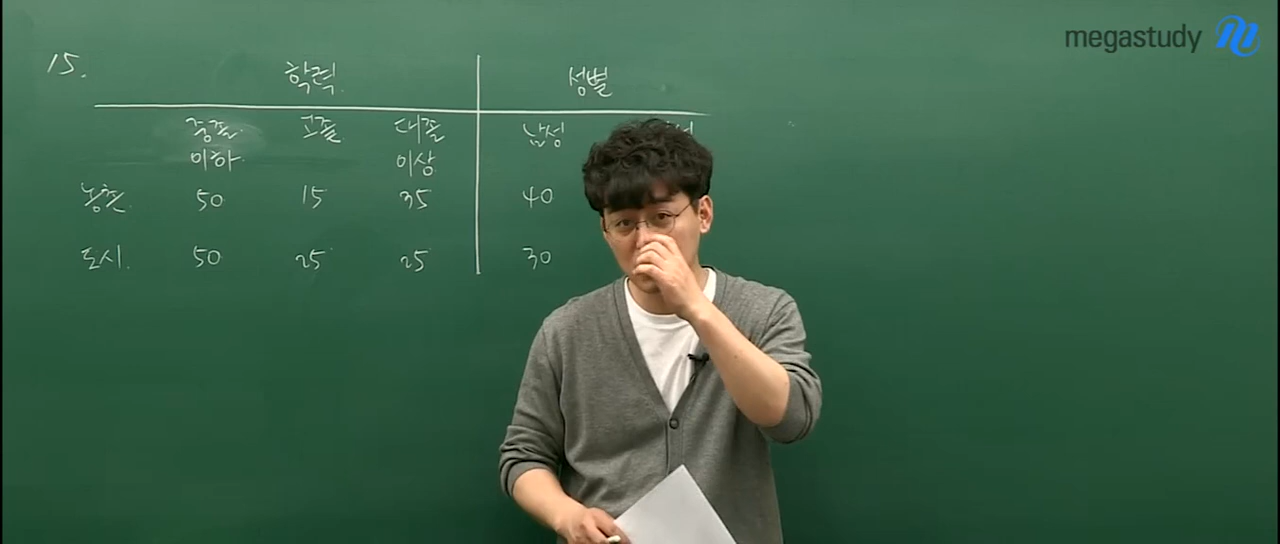 megastudy
15.
학력 성별
중졸 이하 고졸 대졸 이상 남성
농촌 50 15 35 40
도시 50 25 25 30